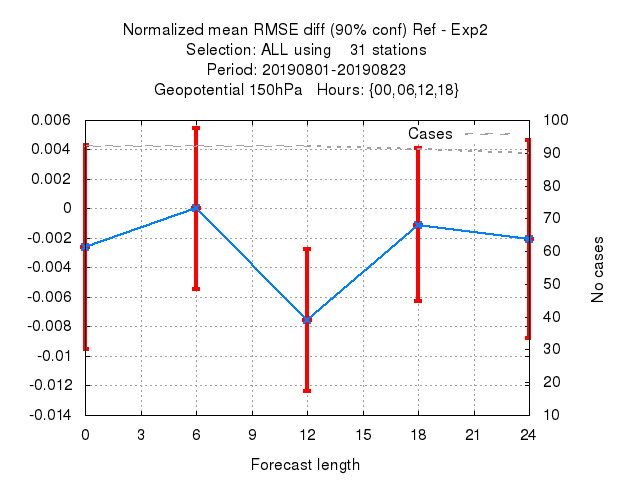 Normalized mean RMSE diff (90% conf) Ref - Exp2
Selection: ALL using    31 stations
Period: 20190801-20190823
Geopotential 150hPa   Hours: {00,06,12,18}
Cases
0.006
0.004
0.002
0
-0.002
-0.004
-0.006
-0.008
-0.01
-0.012
-0.014
100
90
80
70
60
50
40
30
20
10
No cases
0 3 6 9 12 15 18 21 24
Forecast length